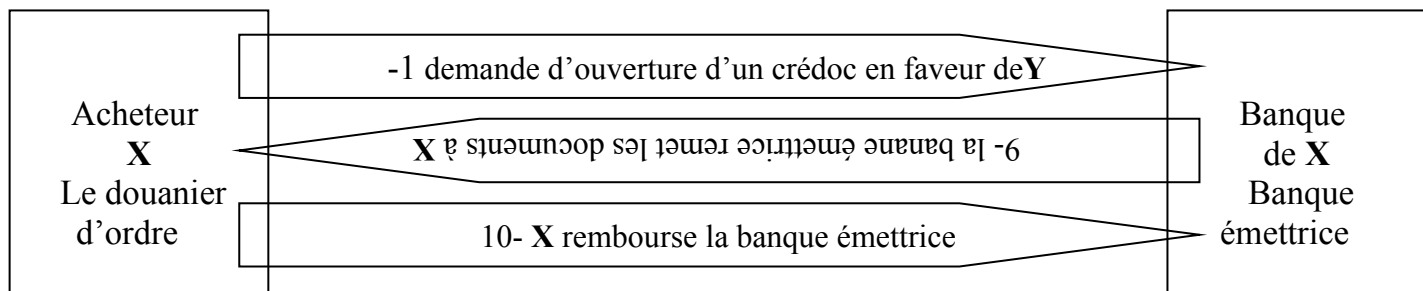 -1 demande d’ouverture d’un crédoc en faveur deY
Acheteur
X
Le douanier
d’ordre
9- la banane émettrice remet les documents à X
10- X rembourse la banque émettrice
Banque
de X
Banque
émettrice